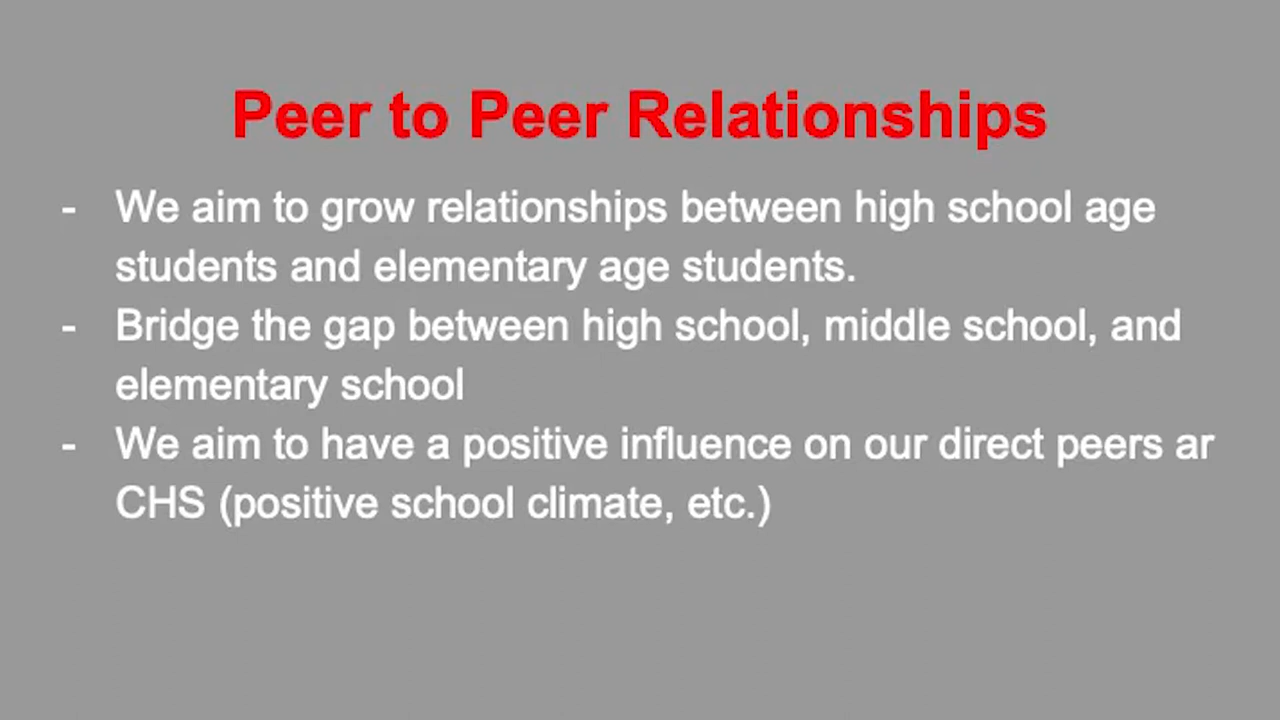 Peer to Peer Relationships
- We aim to grow relationships between high school age
students and elementary age students.
- Bridge the gap between high school, middle school, and
elementary school
- We aim to have a positive influence on our direct peers ar
CHS (positive school climate, etc.)